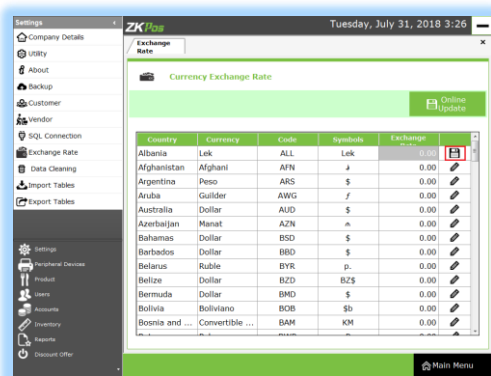 Settings
ZKPos
Tuesday, July 31, 2018 3:26
Company Details
Utility
About
Backup
Customer
Vendor
SQL Connection
Exchange Rate
Data Cleaning
Import Tables
Export Tables
Settings
Peripheral Devices
Product
Users
Accounts
Inventory
Reports
Discount Offer
Exchange
Rate
Currency Exchange Rate
Online
Update
Country Currency Code Symbols Exchange
Albania Lek ALL Lek 0.00
Afghanistan Afghani AFN ؋ 0.00
Argentina Peso ARS $ 0.00
Aruba Guilder AWG ƒ 0.00
Australia Dollar AUD $ 0.00
Azerbaijan Manat AZN 0.00
Bahamas Dollar BSD $ 0.00
Barbados Dollar BBD $ 0.00
Belarus Ruble BYR p. 0.00
Belize Dollar BZD BZ$ 0.00
Bermuda Dollar BMD $ 0.00
Bolivia Boliviano BOB $b 0.00
Bosnia and ... Convertible ... BAM KM 0.00
Main Menu